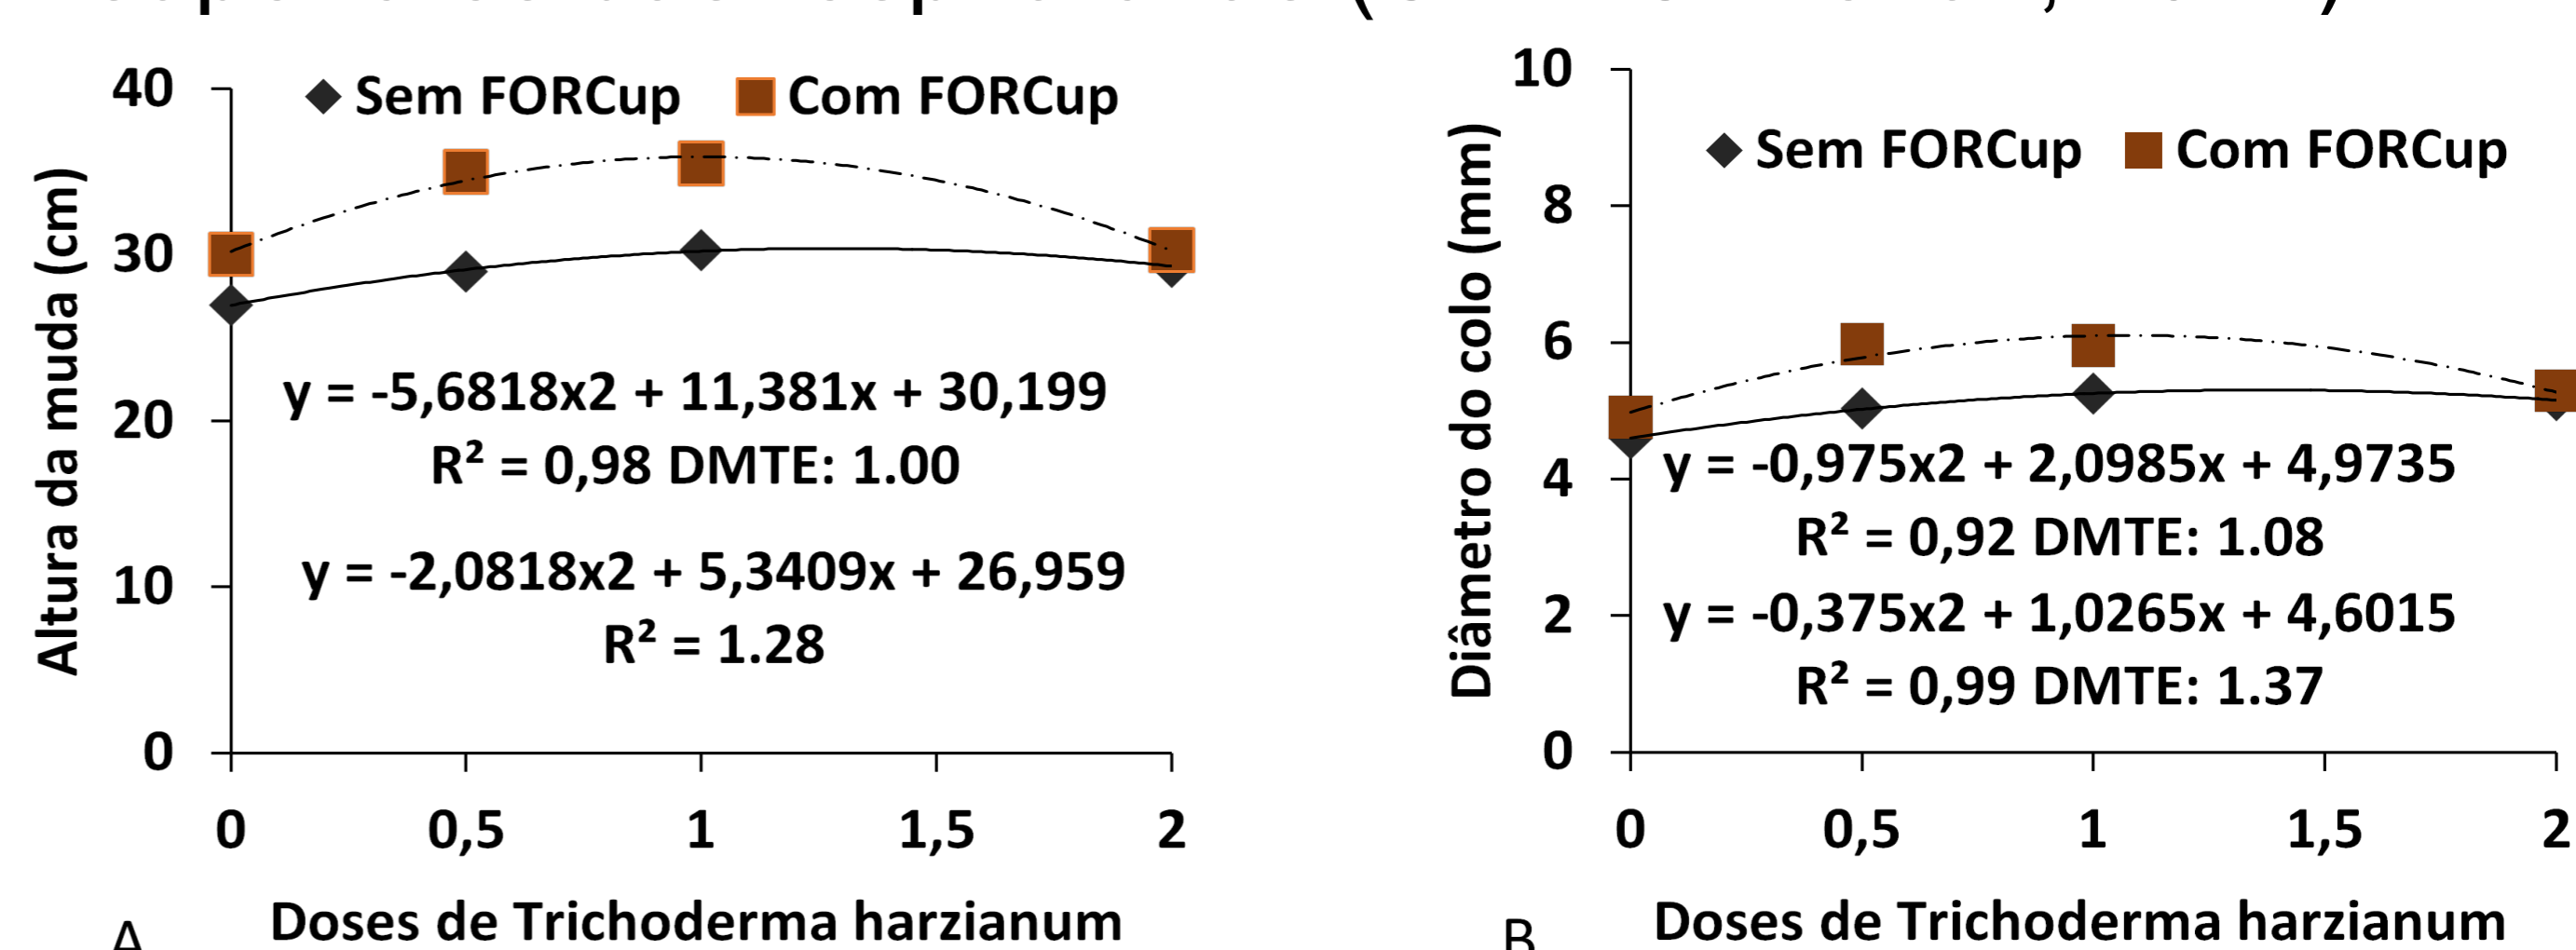 40
Sem FORCup Com FORCup
30
20
10
0
Altura da muda (cm)
y = -5,6818x2 + 11,381x + 30,199
R² = 0,98 DMTE: 1.00
y = -2,0818x2 + 5,3409x + 26,959
R² = 1.28
0 0,5 1 1,5 2
Doses de Trichoderma harzianum
A
10
Sem FORCup Com FORCup
8
6
4
2
0
Diâmetro do colo (mm)
y = -0,975x2 + 2,0985x + 4,9735
R² = 0,92 DMTE: 1.08
y = -0,375x2 + 1,0265x + 4,6015
R² = 0,99 DMTE: 1.37
0 0,5 1 1,5 2
Doses de Trichoderma harzianum
B